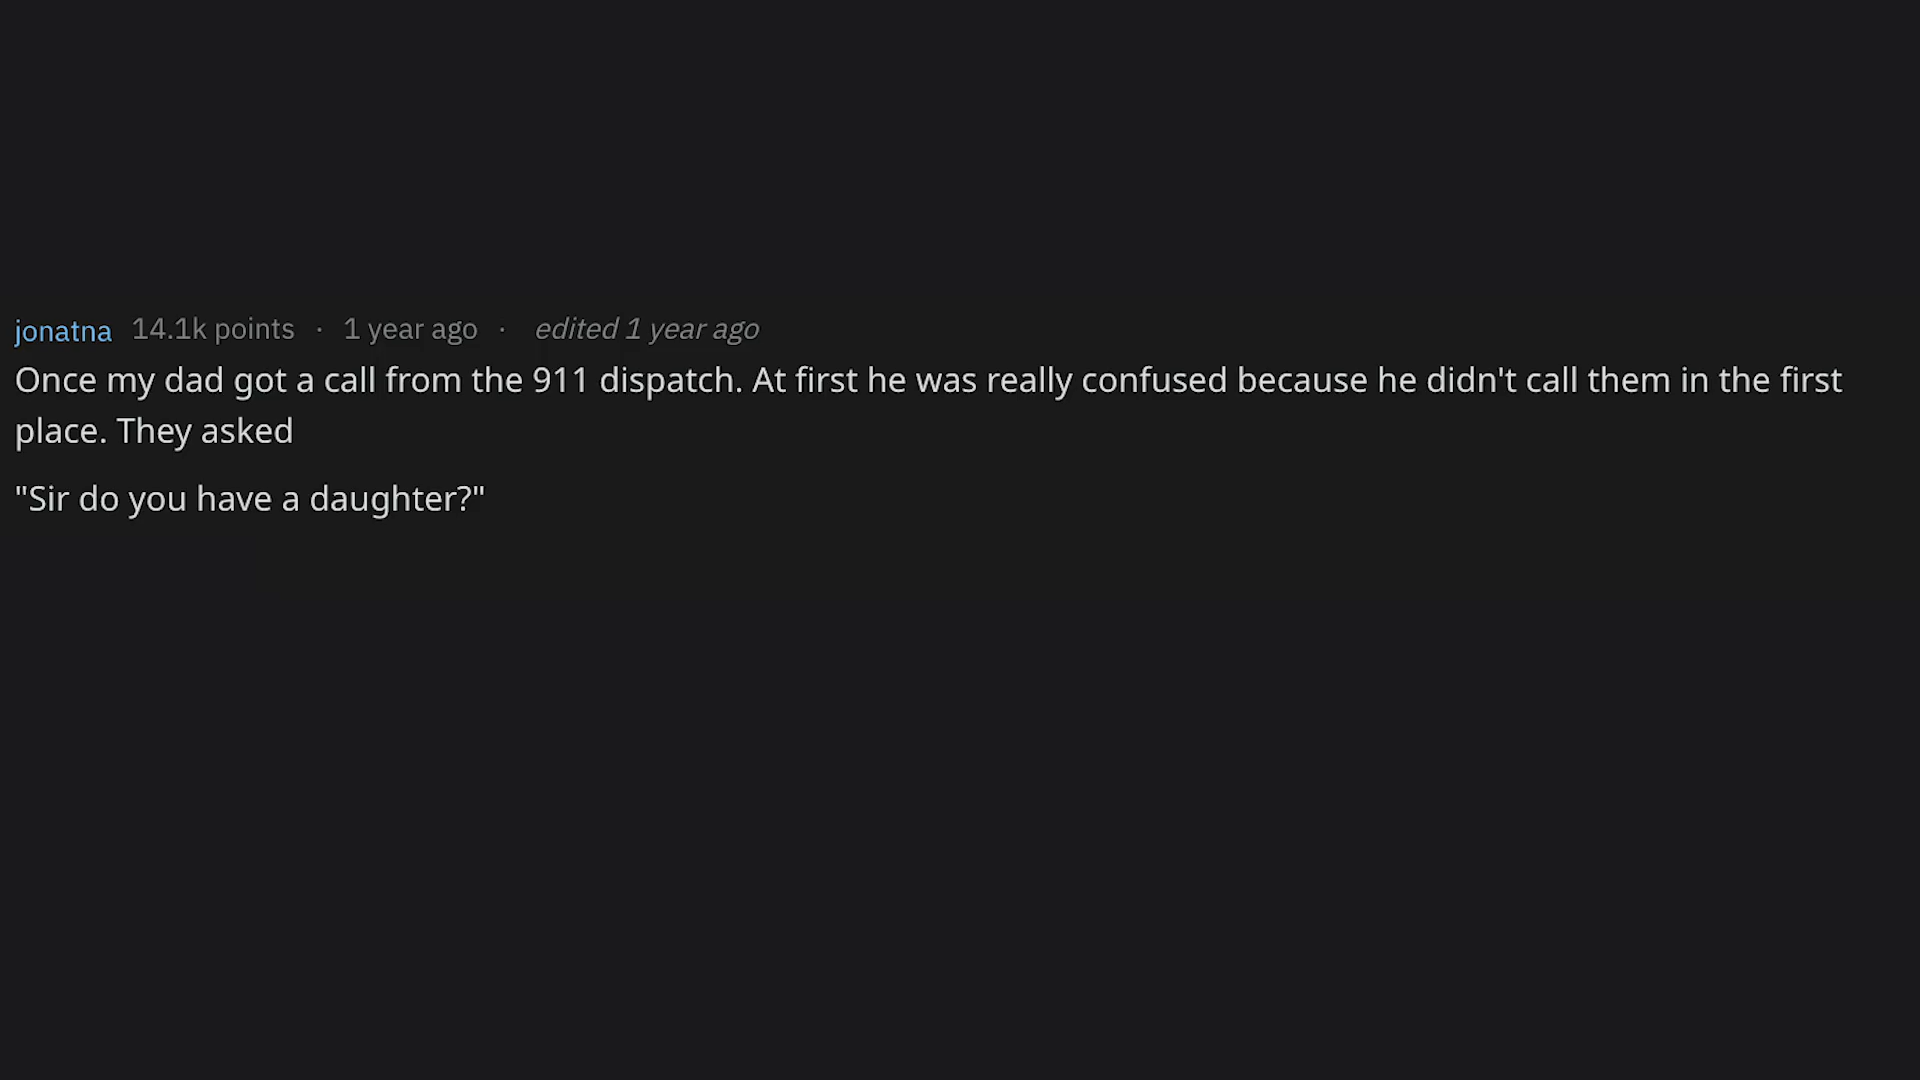 jonatna 14.1k points · 1 year ago · edited 1 year ago
Once my dad got a call from the 911 dispatch. At first he was really confused because he didn't call them in the first
place. They asked
"Sir do you have a daughter?"